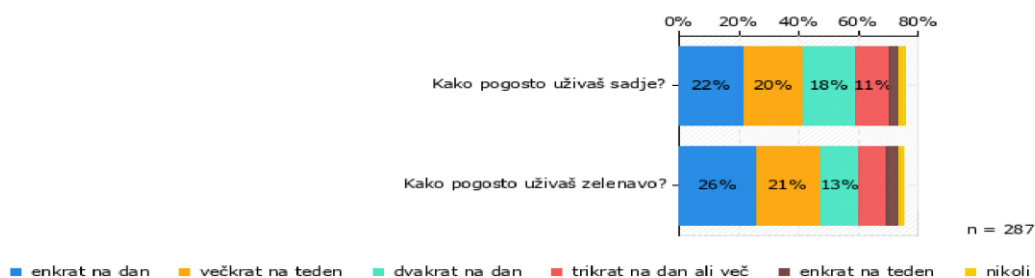 0% 20% 40% 60% 80%
Kako pogosto uživaš sadje? 22% 20% 18% 11%
Kako pogosto uživaš zelenavo? 26% 21% 13%
n = 287
enkrat na dan večkrat na teden dvakrat na dan trikrat na dan ali več enkrat na teden nikoli